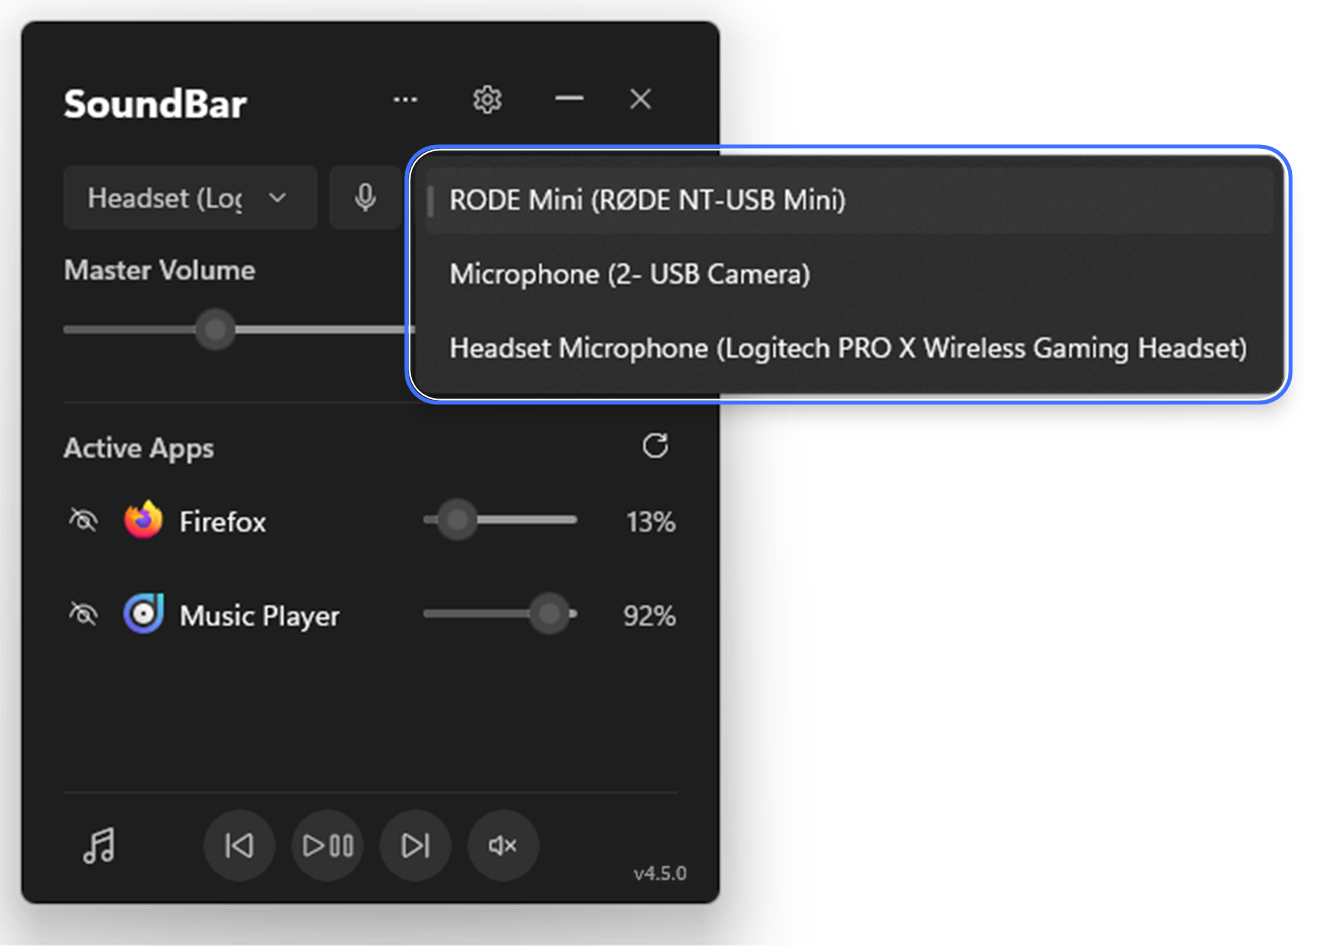 SoundBar
Headset (Log
RODE Mini (RØDE NT-USB Mini)
Microphone (2- USB Camera)
Headset Microphone (Logitech PRO X Wireless Gaming Headset)
Master Volume
Active Apps
Firefox 13%
Music Player 92%
v4.5.0